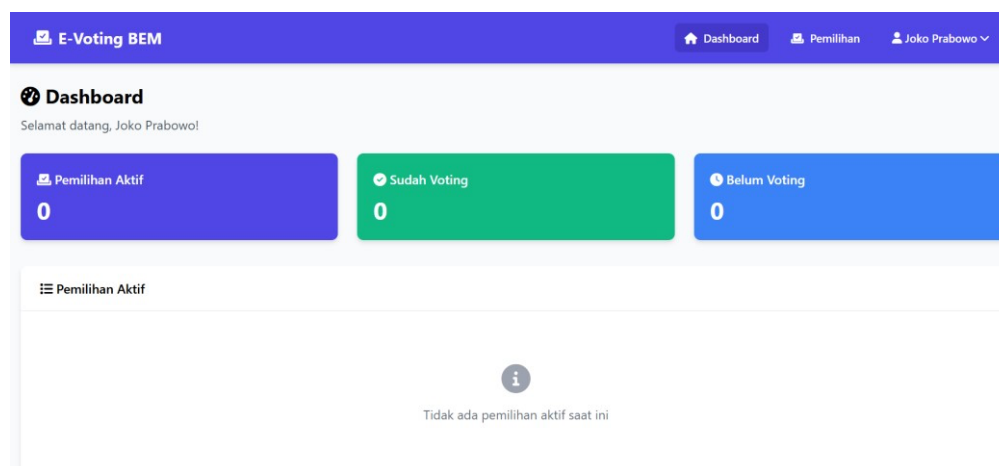 E-Voting BEM
Dashboard Pemilihan Joko Prabowo
Dashboard
Selamat datang, Joko Prabowo!
Pemilihan Aktif
0
Sudah Voting
0
Belum Voting
0
Pemilihan Aktif
Tidak ada pemilihan aktif saat ini